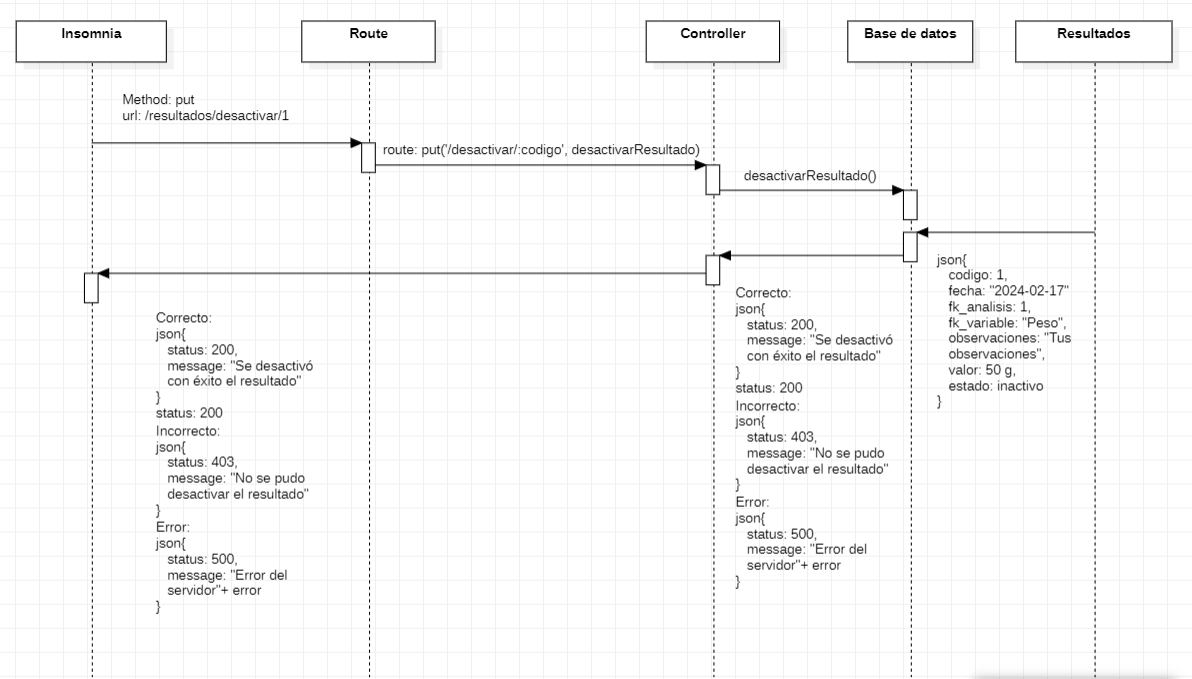 Insomnia
Route
Controller
Base de datos
Resultados
Method: put
url: /resultados/desactivar/1
route: put('/desactivar/:codigo', desactivarResultado)
desactivarResultado()
json{
codigo: 1,
fecha: "2024-02-17"
fk_analisis: 1,
fk_variable: "Peso",
observaciones: "Tus
observaciones",
valor: 50 g,
estado: inactivo
}
Correcto:
json{
status: 200,
message: "Se desactivó
con éxito el resultado"
}
status: 200
Incorrecto:
json{
status: 403,
message: "No se pudo
desactivar el resultado"
}
Error:
json{
status: 500,
message: "Error del
servidor"+ error
}
Correcto:
json{
status: 200,
message: "Se desactivó
con éxito el resultado"
}
status: 200
Incorrecto:
json{
status: 403,
message: "No se pudo
desactivar el resultado"
}
Error:
json{
status: 500,
message: "Error del
servidor"+ error
}